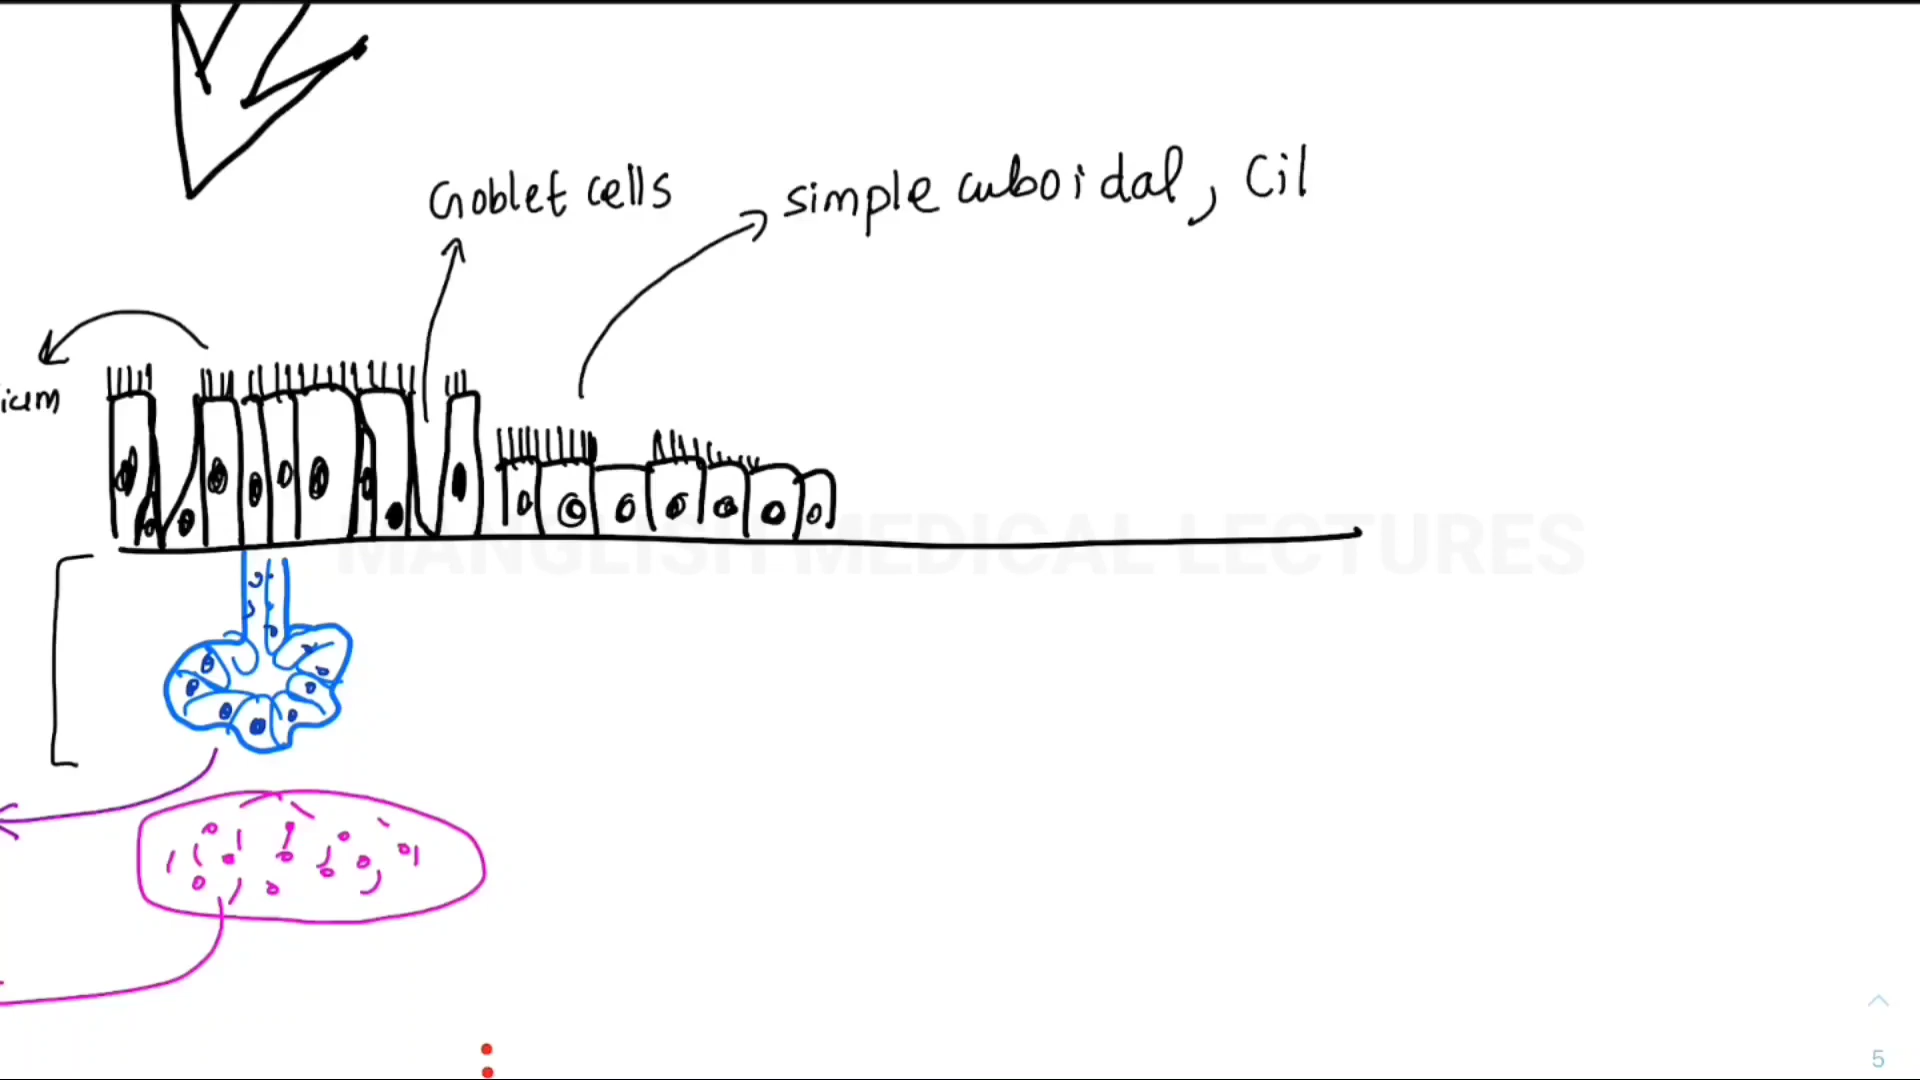 Goblet cells
simple cuboidal, Cil
ium
MANGLISH MEDICAL LECTURES
5